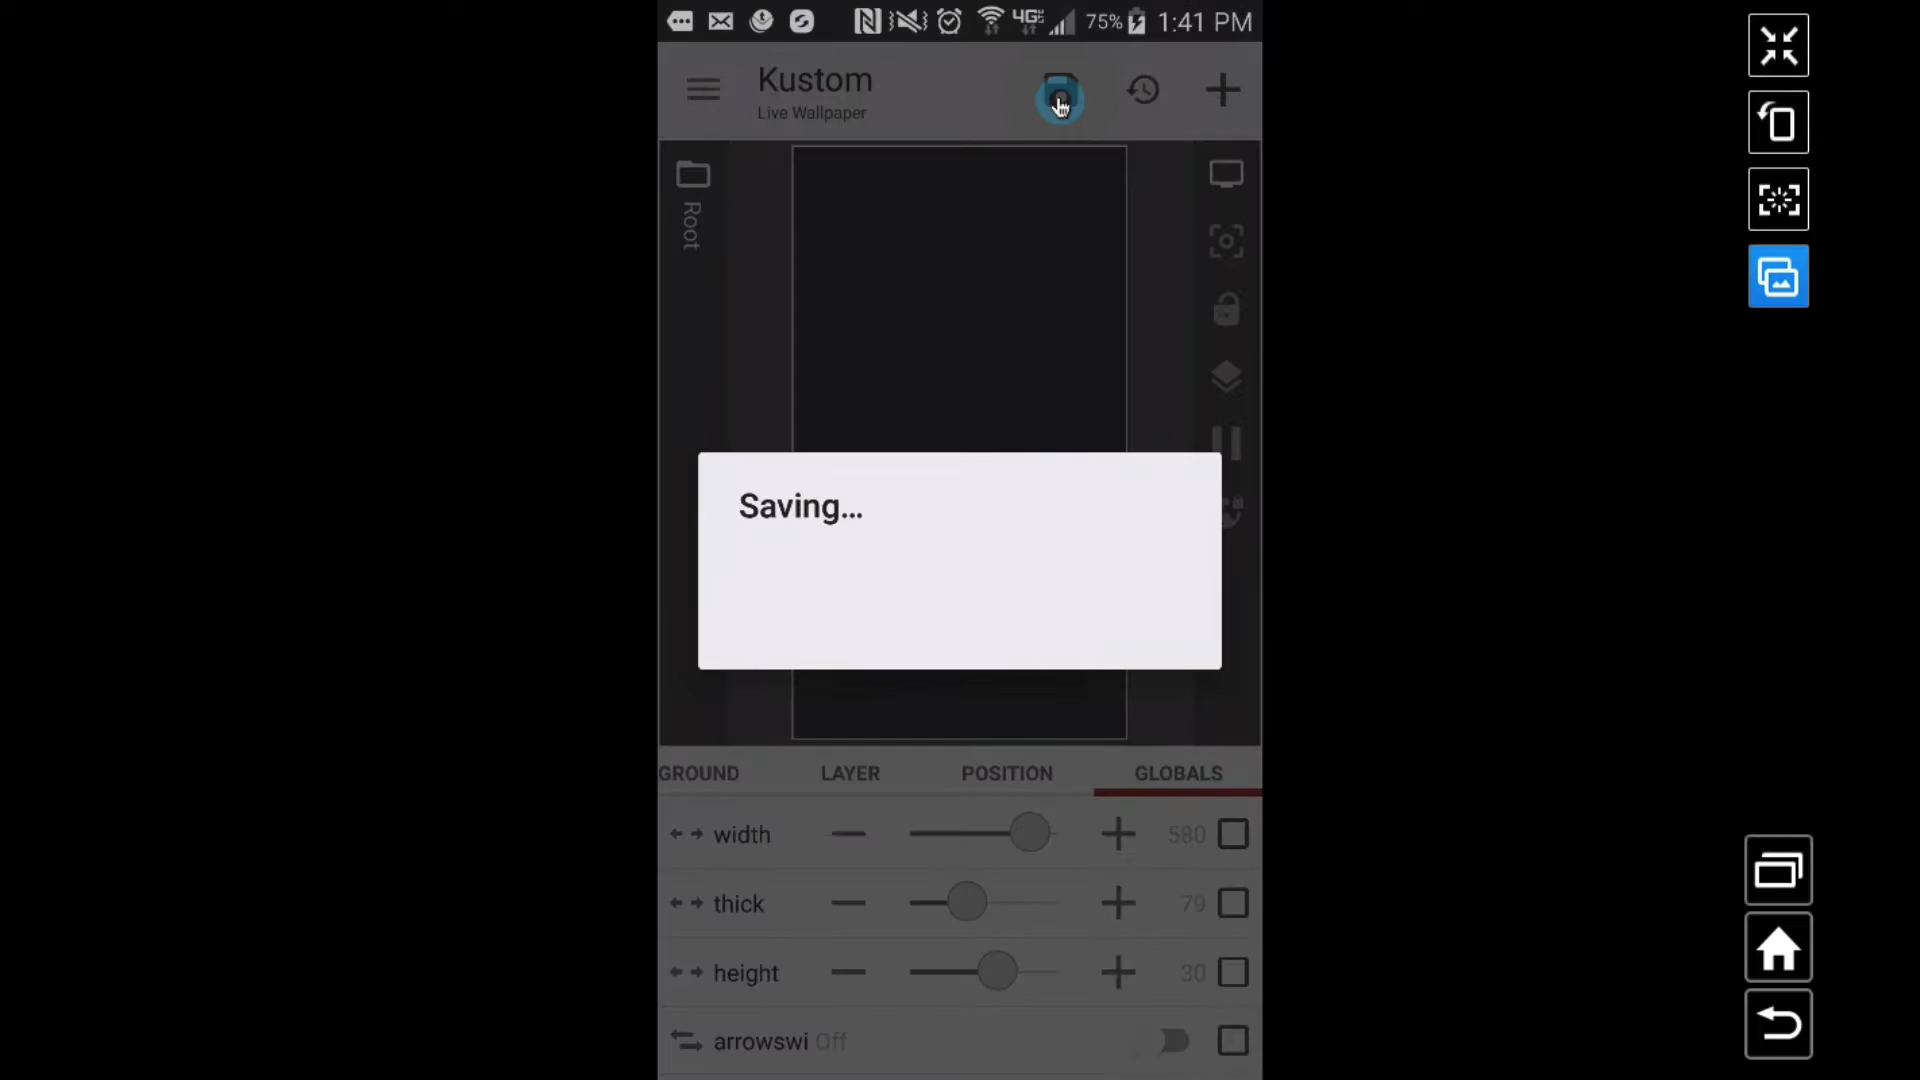 75% 1:41 PM
4G
Kustom
Live Wallpaper
Root
Saving...
GROUND LAYER POSITION GLOBALS
width 580
thick 79
height 30
arrowswi Off